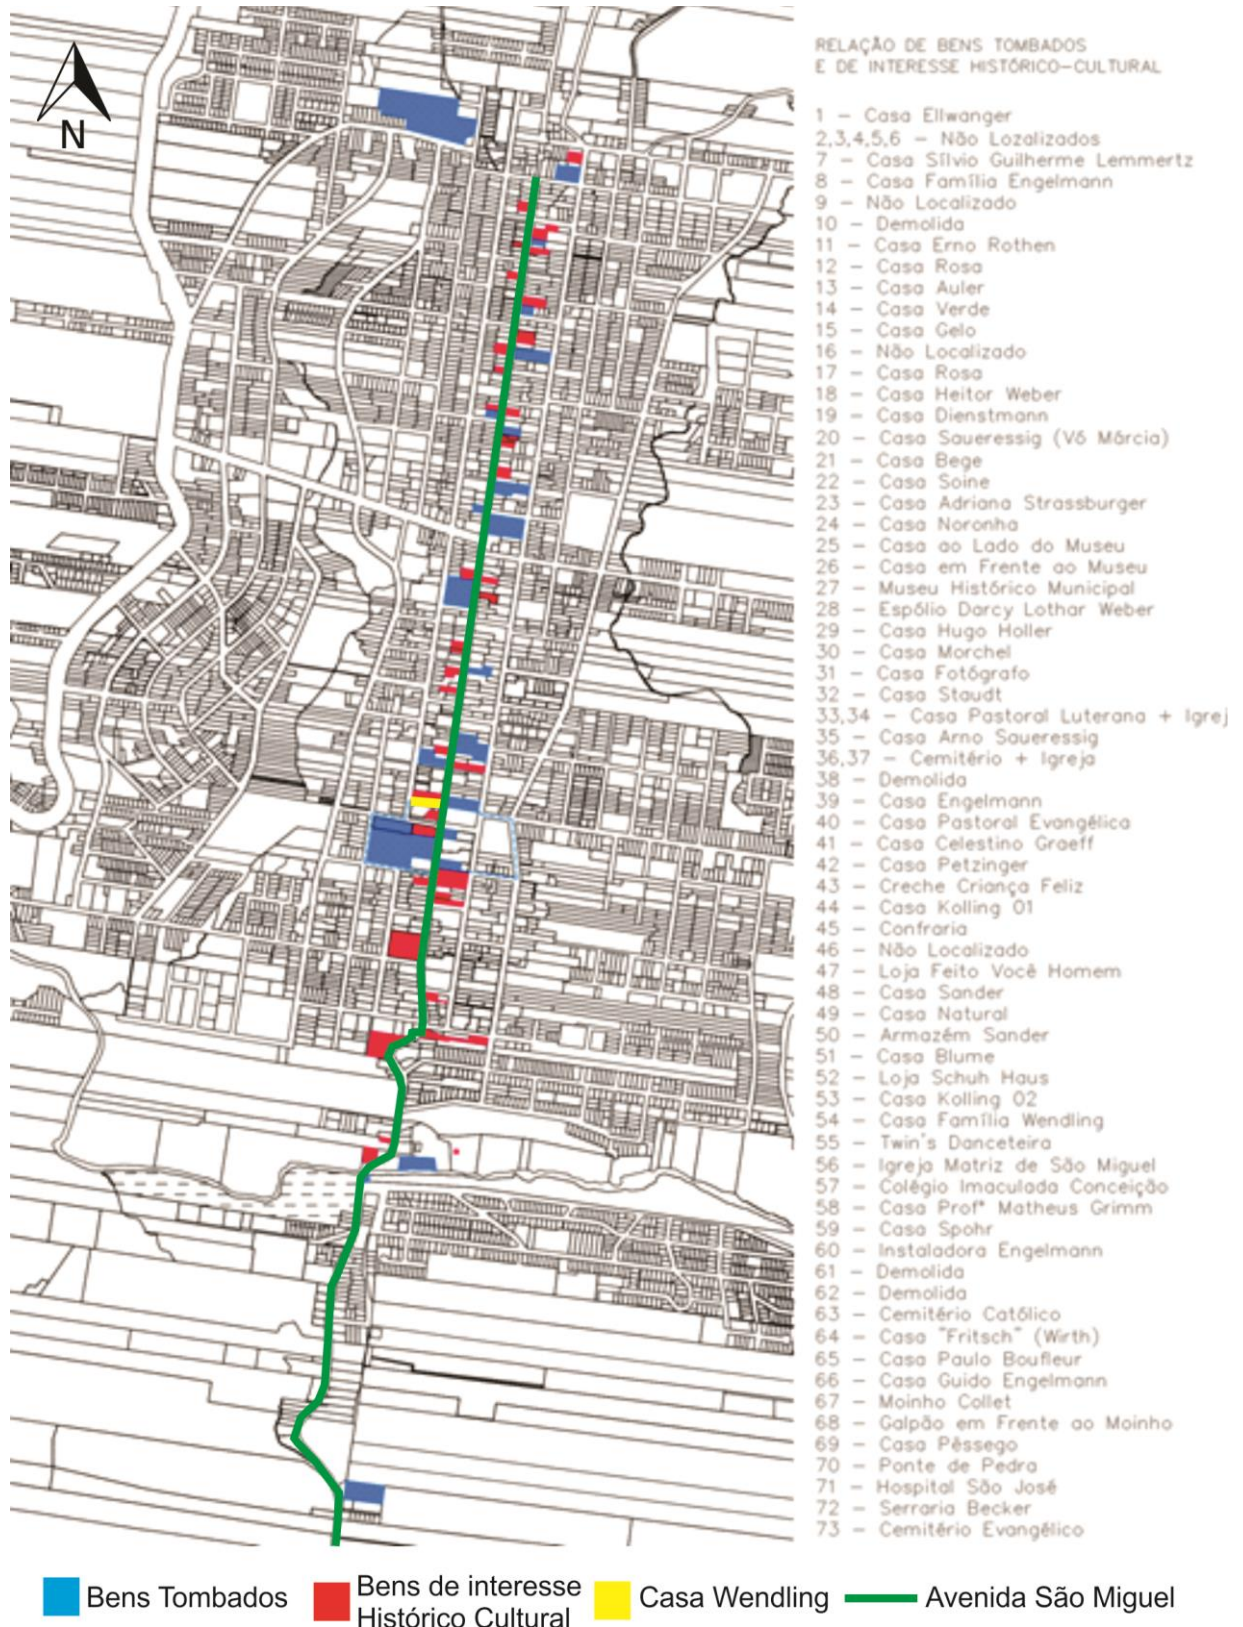 N
RELAÇÃO DE BENS TOMBADOS
E DE INTERESSE HISTÓRICO-CULTURAL
1 – Casa Ellwanger
2,3,4,5,6 – Não Lozalizados
7 – Casa Sílvio Guilherme Lemmertz
8 – Casa Família Engelmann
9 – Não Localizado
10 – Demolida
11 – Casa Erno Rothen
12 – Casa Rosa
13 – Casa Auler
14 – Casa Verde
15 – Casa Gelo
16 – Não Localizado
17 – Casa Rosa
18 – Casa Heitor Weber
19 – Casa Dienstmann
20 – Casa Saueressig (Vó Márcia)
21 – Casa Bege
22 – Casa Soine
23 – Casa Adriana Strassburger
24 – Casa Noronha
25 – Casa ao Lado do Museu
26 – Casa em Frente ao Museu
27 – Museu Histórico Municipal
28 – Espólio Darcy Lothar Weber
29 – Casa Hugo Holler
30 – Casa Morchel
31 – Casa Fotógrafo
32 – Casa Staudt
33,34 – Casa Pastoral Luterana + Igrej
35 – Casa Arno Saueressig
36,37 – Cemitério + Igreja
38 – Demolida
39 – Casa Engelmann
40 – Casa Pastoral Evangélica
41 – Casa Celestino Graeff
42 – Casa Petzinger
43 – Creche Criança Feliz
44 – Casa Kolling 01
45 – Confraria
46 – Não Localizado
47 – Loja Feito Você Homem
48 – Casa Sander
49 – Casa Natural
50 – Armazém Sander
51 – Casa Blume
52 – Loja Schuh Haus
53 – Casa Kolling 02
54 – Casa Família Wendling
55 – Twin's Danceteira
56 – Igreja Matriz de São Miguel
57 – Colégio Imaculada Conceição
58 – Casa Profª Matheus Grimm
59 – Casa Spohr
60 – Instaladora Engelmann
61 – Demolida
62 – Demolida
63 – Cemitério Católico
64 – Casa "Fritsch" (Wirth)
65 – Casa Paulo Boufleur
66 – Casa Guido Engelmann
67 – Moinho Collet
68 – Galpão em Frente ao Moinho
69 – Casa Pêssego
70 – Ponte de Pedra
71 – Hospital São José
72 – Serraria Becker
73 – Cemitério Evangélico
Bens Tombados
Bens de interesse
Histórico Cultural
Casa Wendling
Avenida São Miguel